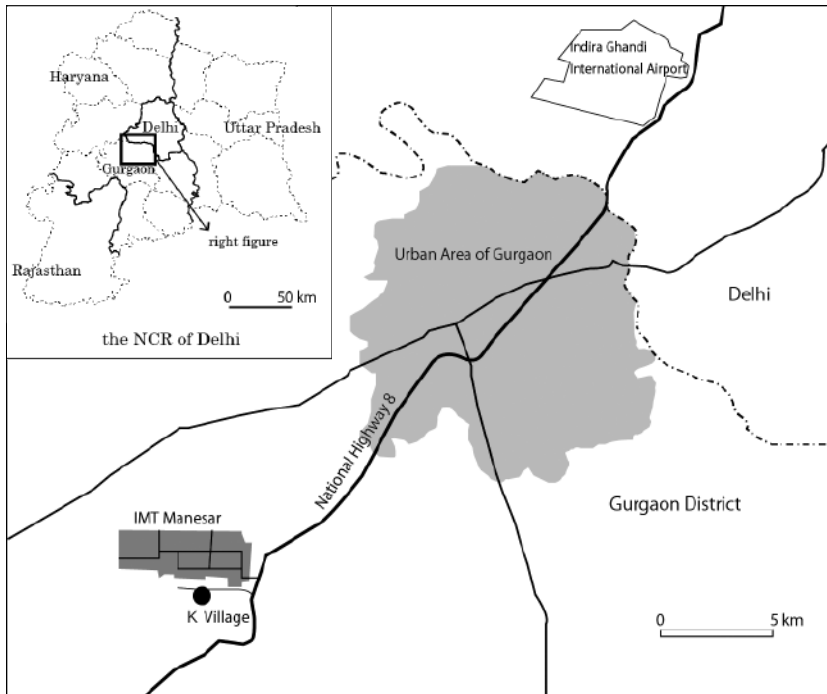 Haryana
Delhi
Uttar Pradesh
Gurgaon
right figure
Rajasthan
0 50 km
the NCR of Delhi
Indira Ghandi
International Airport
Urban Area of Gurgaon
Delhi
National Highway 8
Gurgaon District
IMT Manesar
K Village
0 5 km